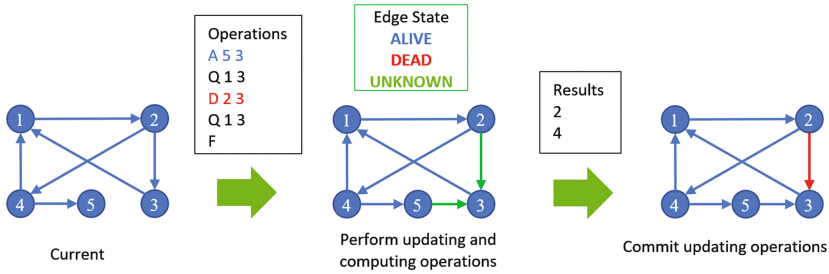 Operations
A 5 3
Q 1 3
D 2 3
Q 1 3
F
Edge State
ALIVE
DEAD
UNKNOWN
Results
2
4
1
2
4
5
3
Current
1
2
4
5
3
Perform updating and
computing operations
1
2
4
5
3
Commit updating operations